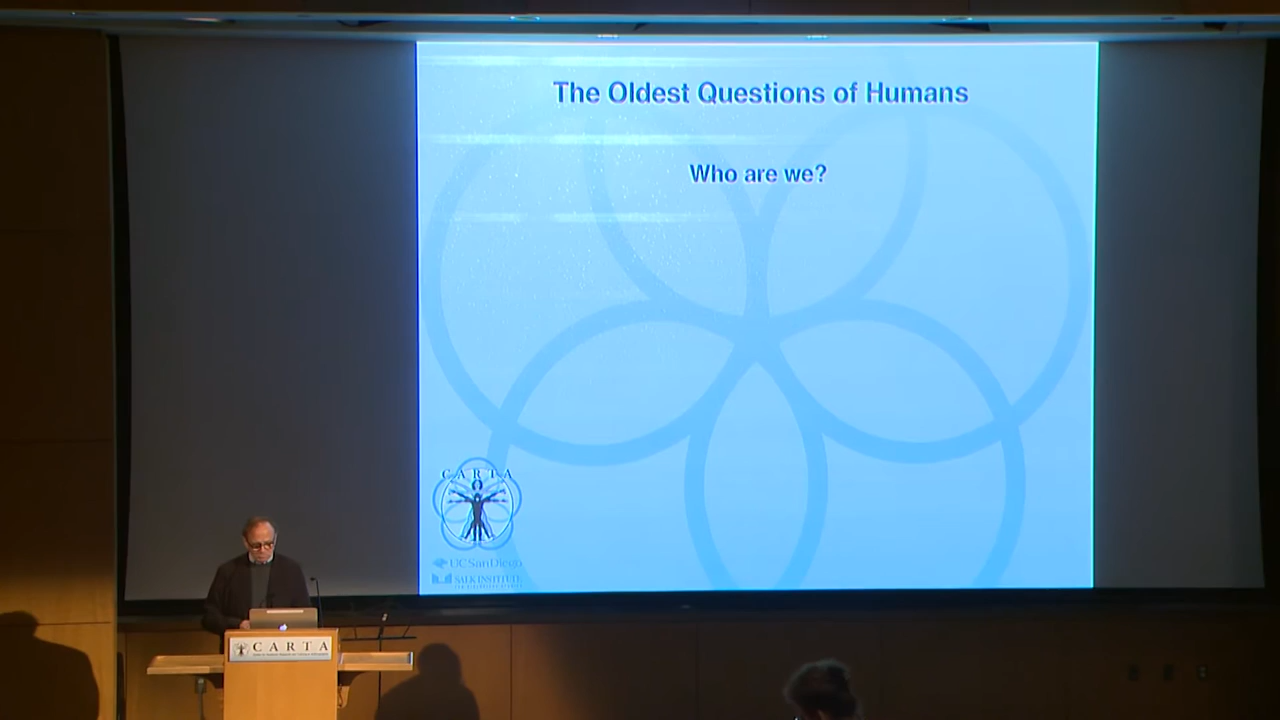 The Oldest Questions of Humans
Who are we?
CARTA
UC San Diego
SALK INSTITUTE
CARTA